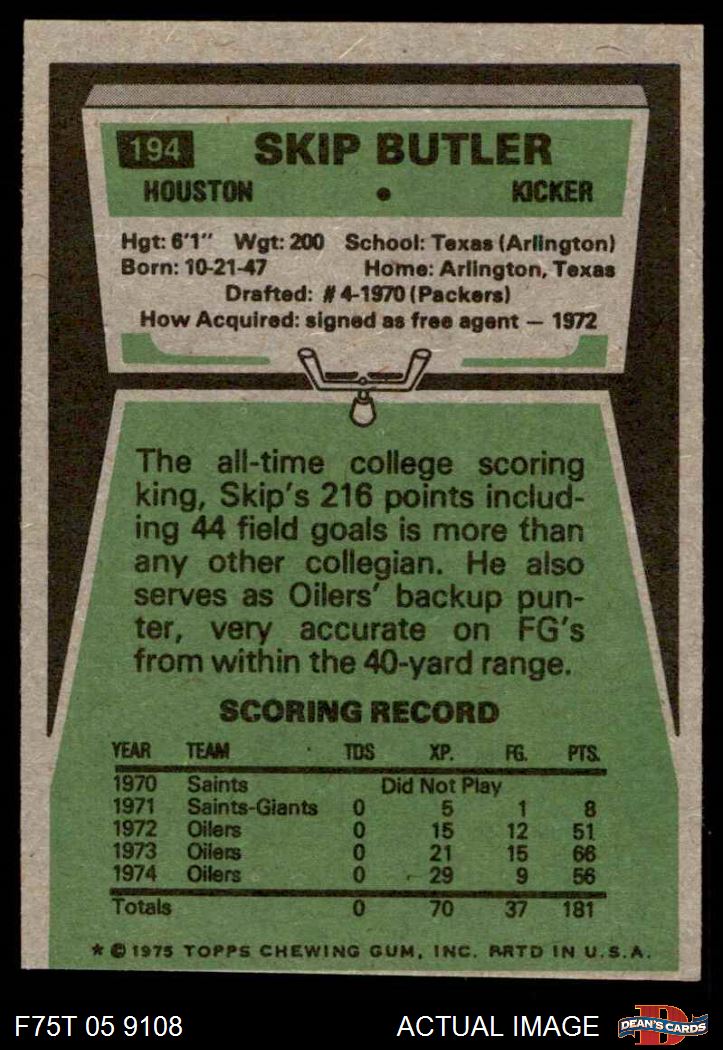 194 SKIP BUTLER
HOUSTON • KICKER
Hgt: 6'1" Wgt: 200 School: Texas (Arlington)
Born: 10-21-47 Home: Arlington, Texas
Drafted: # 4-1970 (Packers)
How Acquired: signed as free agent — 1972
The all-time college scoring
king, Skip's 216 points includ-
ing 44 field goals is more than
any other collegian. He also
serves as Oilers' backup pun-
ter, very accurate on FG's
from within the 40-yard range.
SCORING RECORD
YEAR TEAM TDS XP. FG. PTS.
1970 Saints Did Not Play
1971 Saints-Giants 0 5 1 8
1972 Oilers 0 15 12 51
1973 Oilers 0 21 15 66
1974 Oilers 0 29 9 56
Totals 0 70 37 181
* © 1975 TOPPS CHEWING GUM, INC. PRTD IN U.S.A.
F75T 05 9108 ACTUAL IMAGE D DEAN'S CARDS